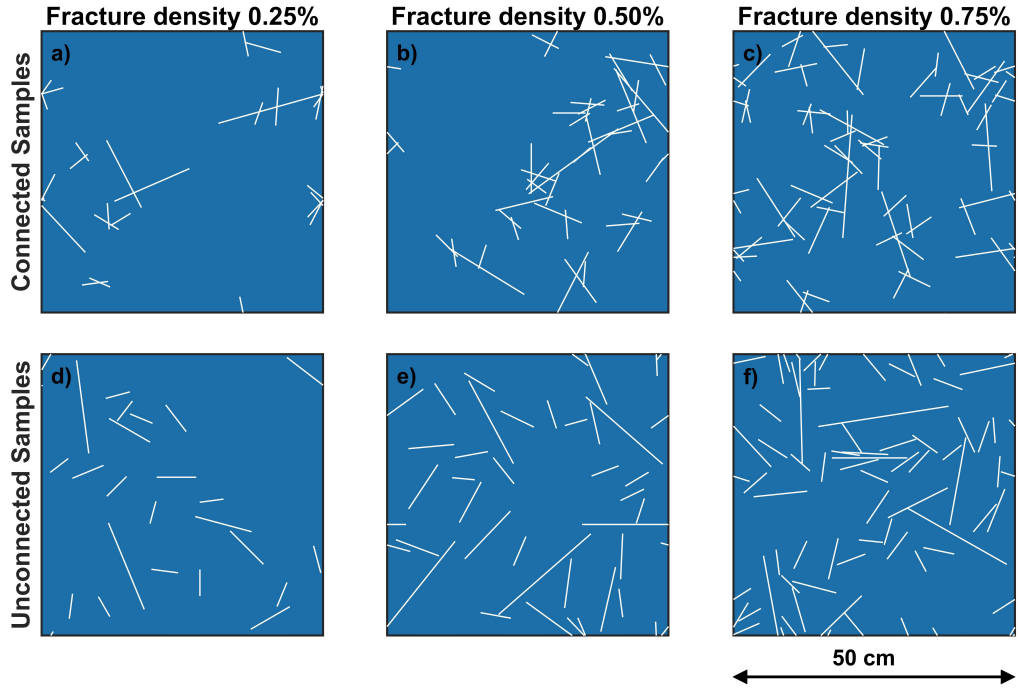 Fracture density 0.25%
Fracture density 0.50%
Fracture density 0.75%
Connected Samples
a)
b)
c)
Unconnected Samples
d)
e)
f)
50 cm